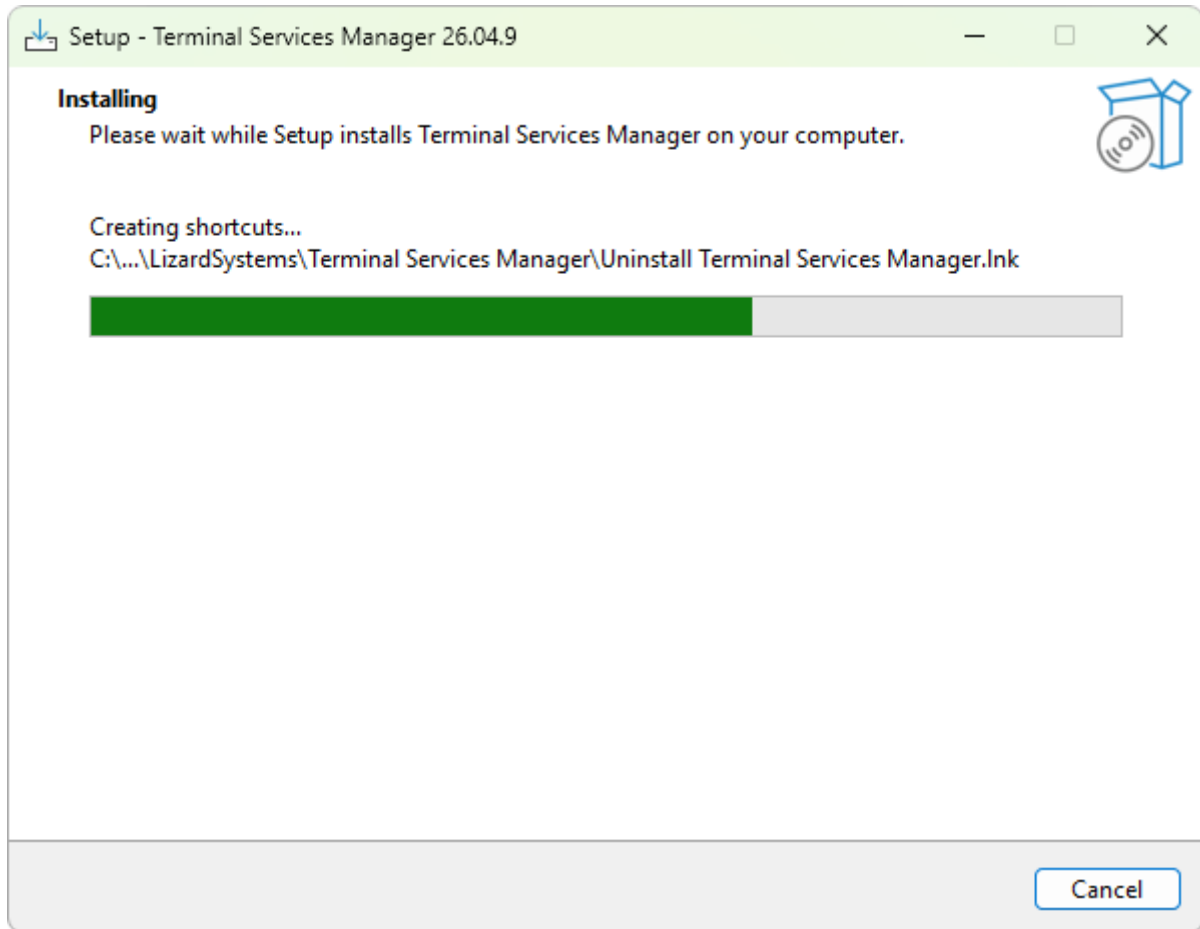 Setup - Terminal Services Manager 26.04.9
Installing
Please wait while Setup installs Terminal Services Manager on your computer.
Creating shortcuts...
C:\...\LizardSystems\Terminal Services Manager\Uninstall Terminal Services Manager.lnk
Cancel